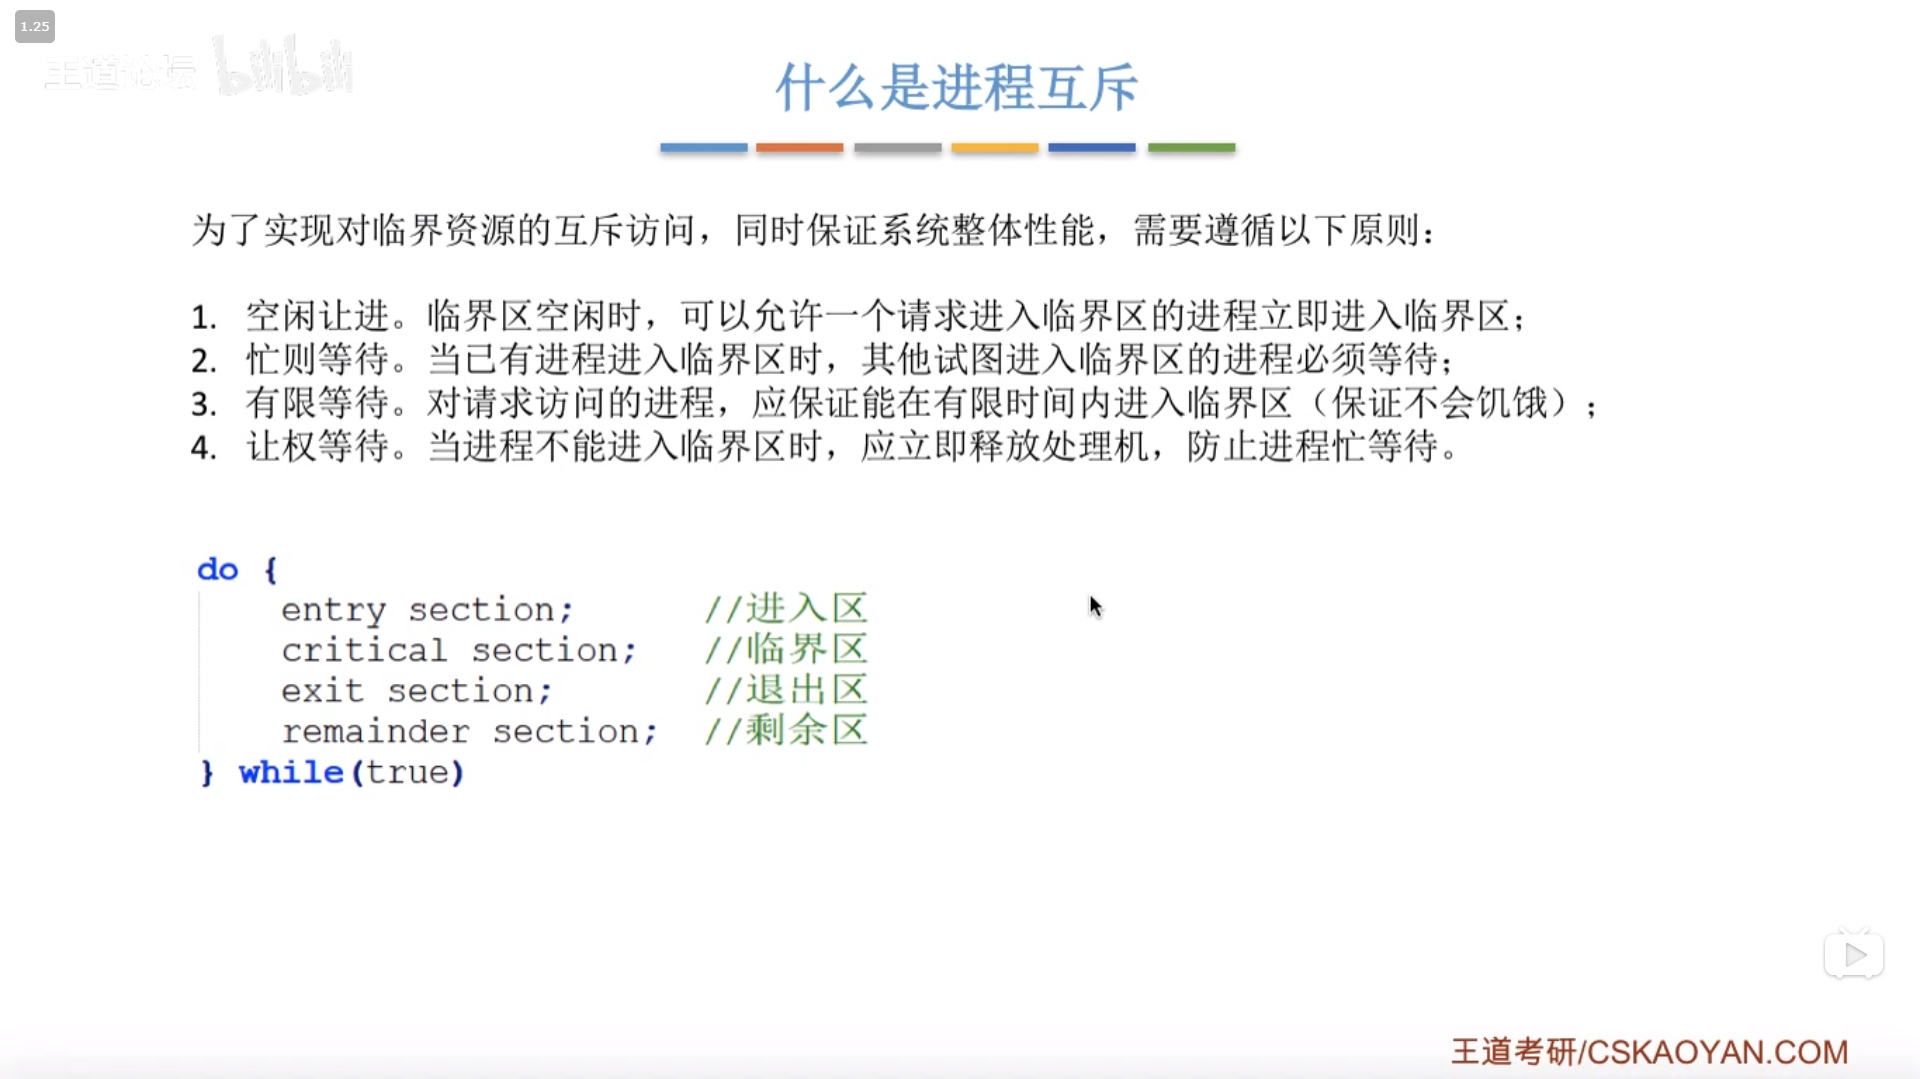 1.25
王道论坛 bilibili
什么是进程互斥
为了实现对临界资源的互斥访问，同时保证系统整体性能，需要遵循以下原则：
1. 空闲让进。临界区空闲时，可以允许一个请求进入临界区的进程立即进入临界区；
2. 忙则等待。当已有进程进入临界区时，其他试图进入临界区的进程必须等待；
3. 有限等待。对请求访问的进程，应保证能在有限时间内进入临界区（保证不会饥饿）；
4. 让权等待。当进程不能进入临界区时，应立即释放处理机，防止进程忙等待。
do {
entry section; //进入区
critical section; //临界区
exit section; //退出区
remainder section; //剩余区
} while(true)
王道考研/CSKAOYAN.COM